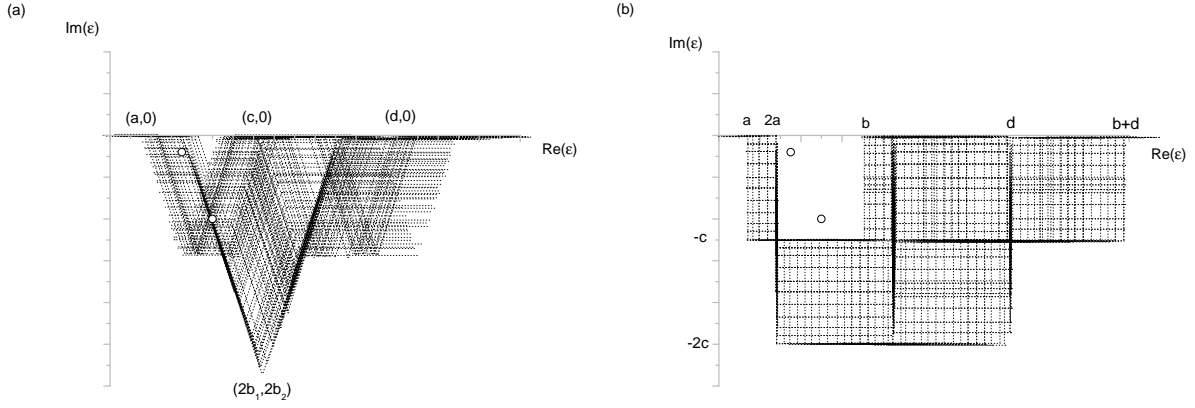 (a)
Im(ε)
(a,0) (c,0) (d,0)
Re(ε)
(2b₁,2b₂)
(b)
Im(ε)
a 2a b d b+d
Re(ε)
-c
-2c